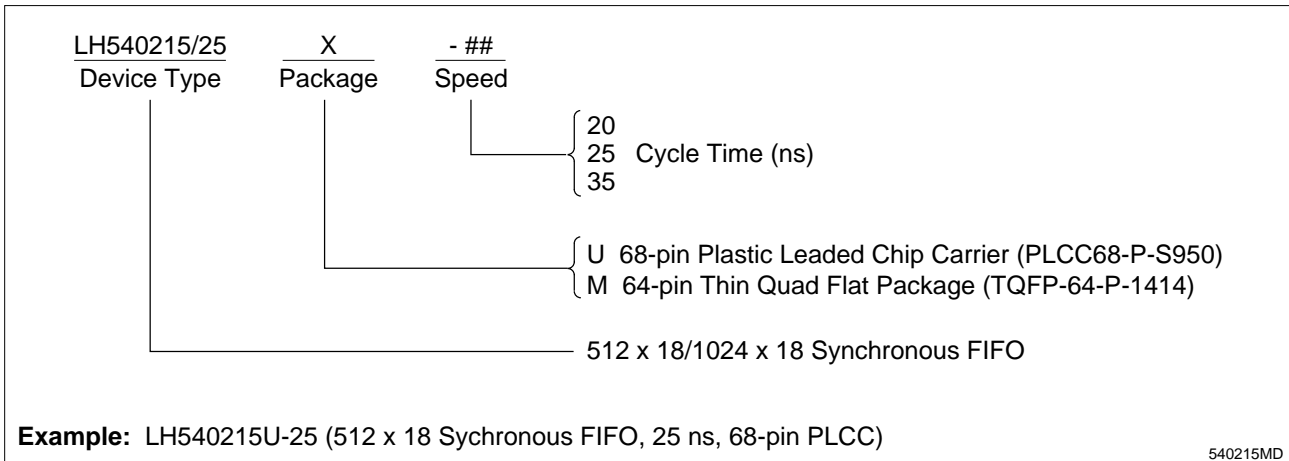 LH540215/25 X - ##
Device Type Package Speed
20
25 Cycle Time (ns)
35
U 68-pin Plastic Leaded Chip Carrier (PLCC68-P-S950)
M 64-pin Thin Quad Flat Package (TQFP-64-P-1414)
512 x 18/1024 x 18 Synchronous FIFO
Example: LH540215U-25 (512 x 18 Sychronous FIFO, 25 ns, 68-pin PLCC)
540215MD